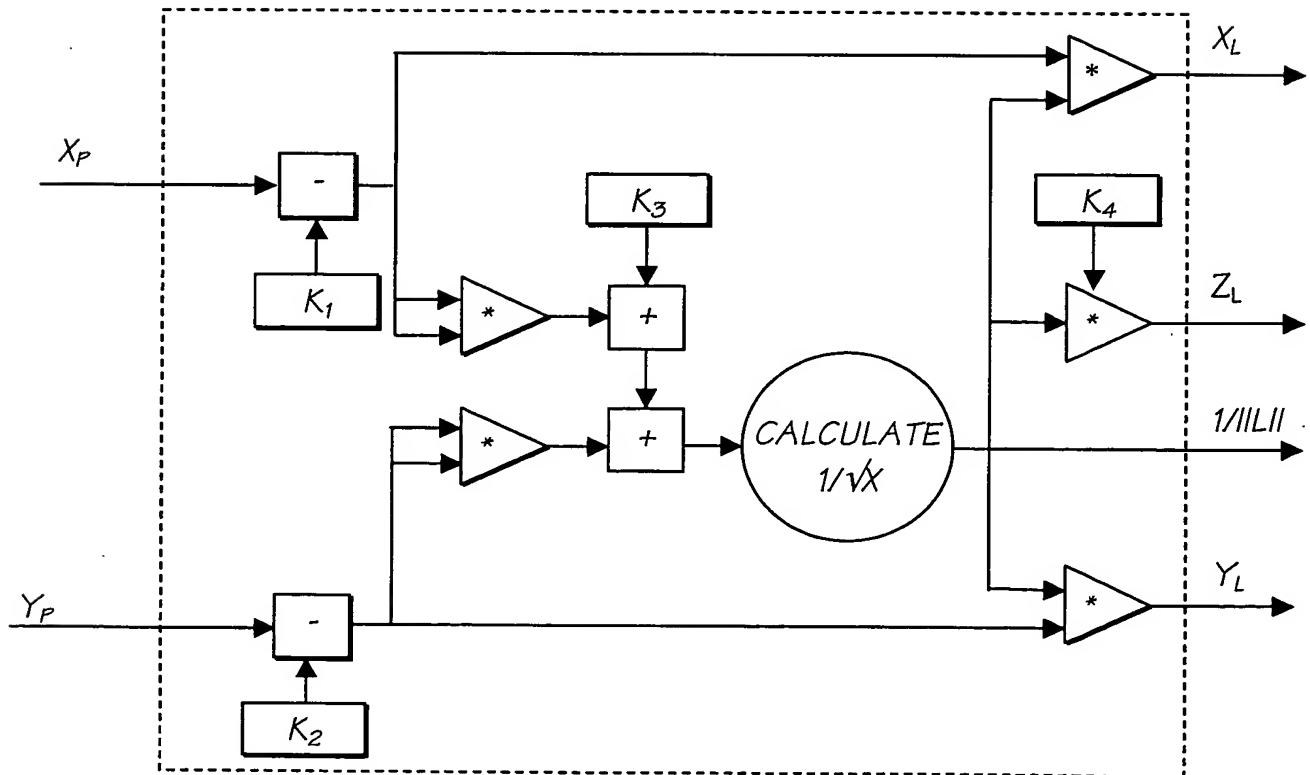 X_L
*
X_P
-
K_3
K_4
K_1
*
+
*
Z_L
*
+
CALCULATE
1/√X
1/||L||
Y_P
-
*
Y_L
K_2